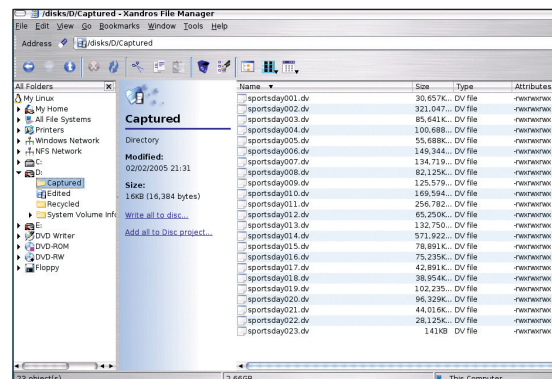 /disks/D/Captured - Xandros File Manager
File Edit View Go Bookmarks Window Tools Help
Address /disks/D/Captured
All Folders
My Linux
My Home
All File Systems
Printers
Windows Network
NFS Network
C:
D:
Captured
Edited
Recycled
System Volume Info
E:
DVD Writer
DVD-ROM
DVD-RW
Floppy
Captured
Directory
Modified:
02/02/2005 21:31
Size:
16KB (16,384 bytes)
Write all to disc...
Add all to Disc project...
Name Size Type Attributes
sportsday001.dv 30,657K... DV file -rwxrwxrwx
sportsday002.dv 321,047... DV file -rwxrwxrwx
sportsday003.dv 85,641K... DV file -rwxrwxrwx
sportsday004.dv 100,688... DV file -rwxrwxrwx
sportsday005.dv 55,688K... DV file -rwxrwxrwx
sportsday006.dv 149,344... DV file -rwxrwxrwx
sportsday007.dv 134,719... DV file -rwxrwxrwx
sportsday008.dv 82,125K... DV file -rwxrwxrwx
sportsday009.dv 125,579... DV file -rwxrwxrwx
sportsday010.dv 169,594... DV file -rwxrwxrwx
sportsday011.dv 256,782... DV file -rwxrwxrwx
sportsday012.dv 65,250K... DV file -rwxrwxrwx
sportsday013.dv 132,750... DV file -rwxrwxrwx
sportsday014.dv 571,922... DV file -rwxrwxrwx
sportsday015.dv 78,891K... DV file -rwxrwxrwx
sportsday016.dv 75,235K... DV file -rwxrwxrwx
sportsday017.dv 42,891K... DV file -rwxrwxrwx
sportsday018.dv 38,954K... DV file -rwxrwxrwx
sportsday019.dv 102,235... DV file -rwxrwxrwx
sportsday020.dv 96,329K... DV file -rwxrwxrwx
sportsday021.dv 44,016K... DV file -rwxrwxrwx
sportsday022.dv 28,125K... DV file -rwxrwxrwx
sportsday023.dv 141KB DV file -rwxrwxrwx
23 object(s) 2.66GB This Computer